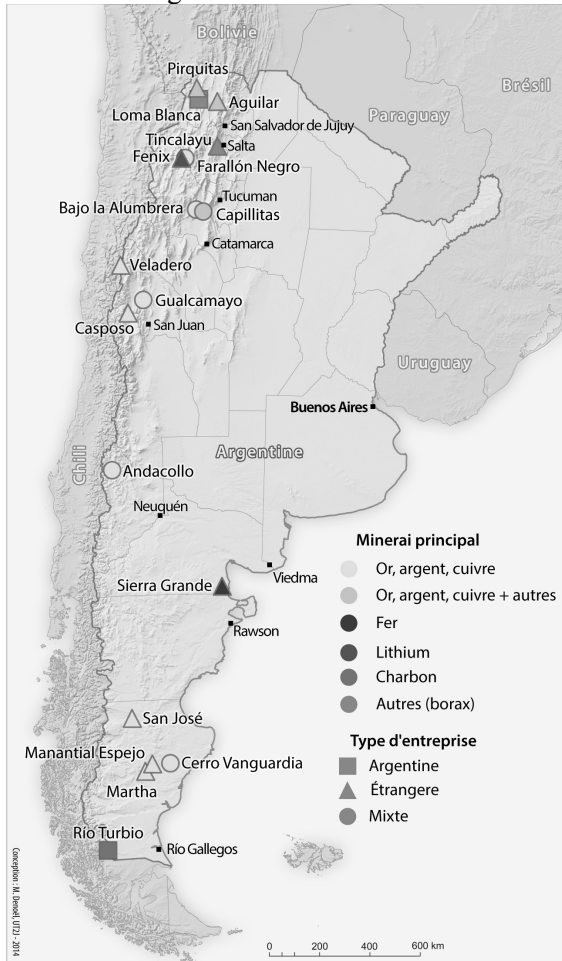 Bolivie
Pirquitas
Brésil
Loma Blanca
Aguilar
Paraguay
San Salvador de Jujuy
Tincalayu
Salta
Fenix
Farallón Negro
Tucuman
Bajo la Alumbrera
Capillitas
Catamarca
Veladero
Gualcamayo
Casposo
San Juan
Uruguay
Buenos Aires
Chili
Argentine
Andacollo
Neuquén
Minerai principal
Viedma
Or, argent, cuivre
Sierra Grande
Or, argent, cuivre + autres
Fer
Rawson
Lithium
Charbon
Autres (borax)
San José
Type d'entreprise
Manantial Espejo
Cerro Vanguardia
Argentine
Martha
Étrangere
Mixte
Río Turbio
Río Gallegos
Conception : M. Denoël, UT2J - 2014
0 200 400 600 km